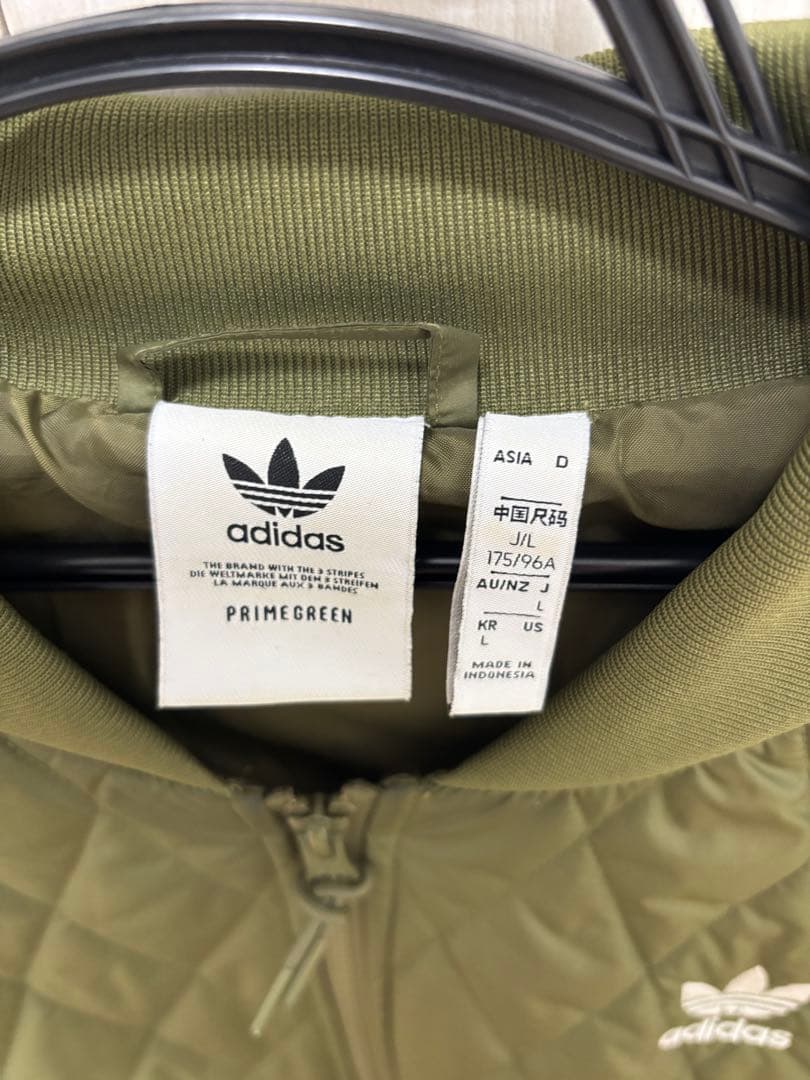 adidas
THE BRAND WITH THE 3 STRIPES
DIE WELTMARKE MIT DEN 3 STREIFEN
LA MARQUE AUX 3 BANDES
PRIMEGREEN
ASIA D
中国尺码
J/L
175/96A
AU/NZ J
L
KR US
L
MADE IN
INDONESIA
adidas